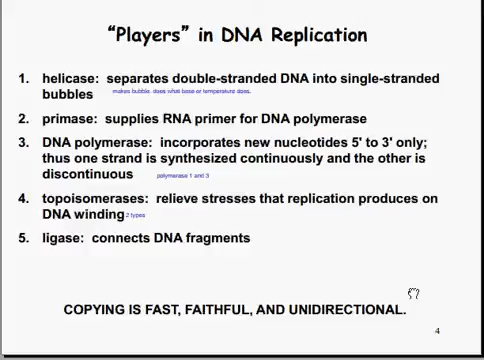 “Players” in DNA Replication
1. helicase: separates double-stranded DNA into single-stranded
bubbles makes bubble. does what base or temperature does.
2. primase: supplies RNA primer for DNA polymerase
3. DNA polymerase: incorporates new nucleotides 5' to 3' only;
thus one strand is synthesized continuously and the other is
discontinuous polymerase 1 and 3
4. topoisomerases: relieve stresses that replication produces on
DNA winding 2 types
5. ligase: connects DNA fragments
COPYING IS FAST, FAITHFUL, AND UNIDIRECTIONAL.
4